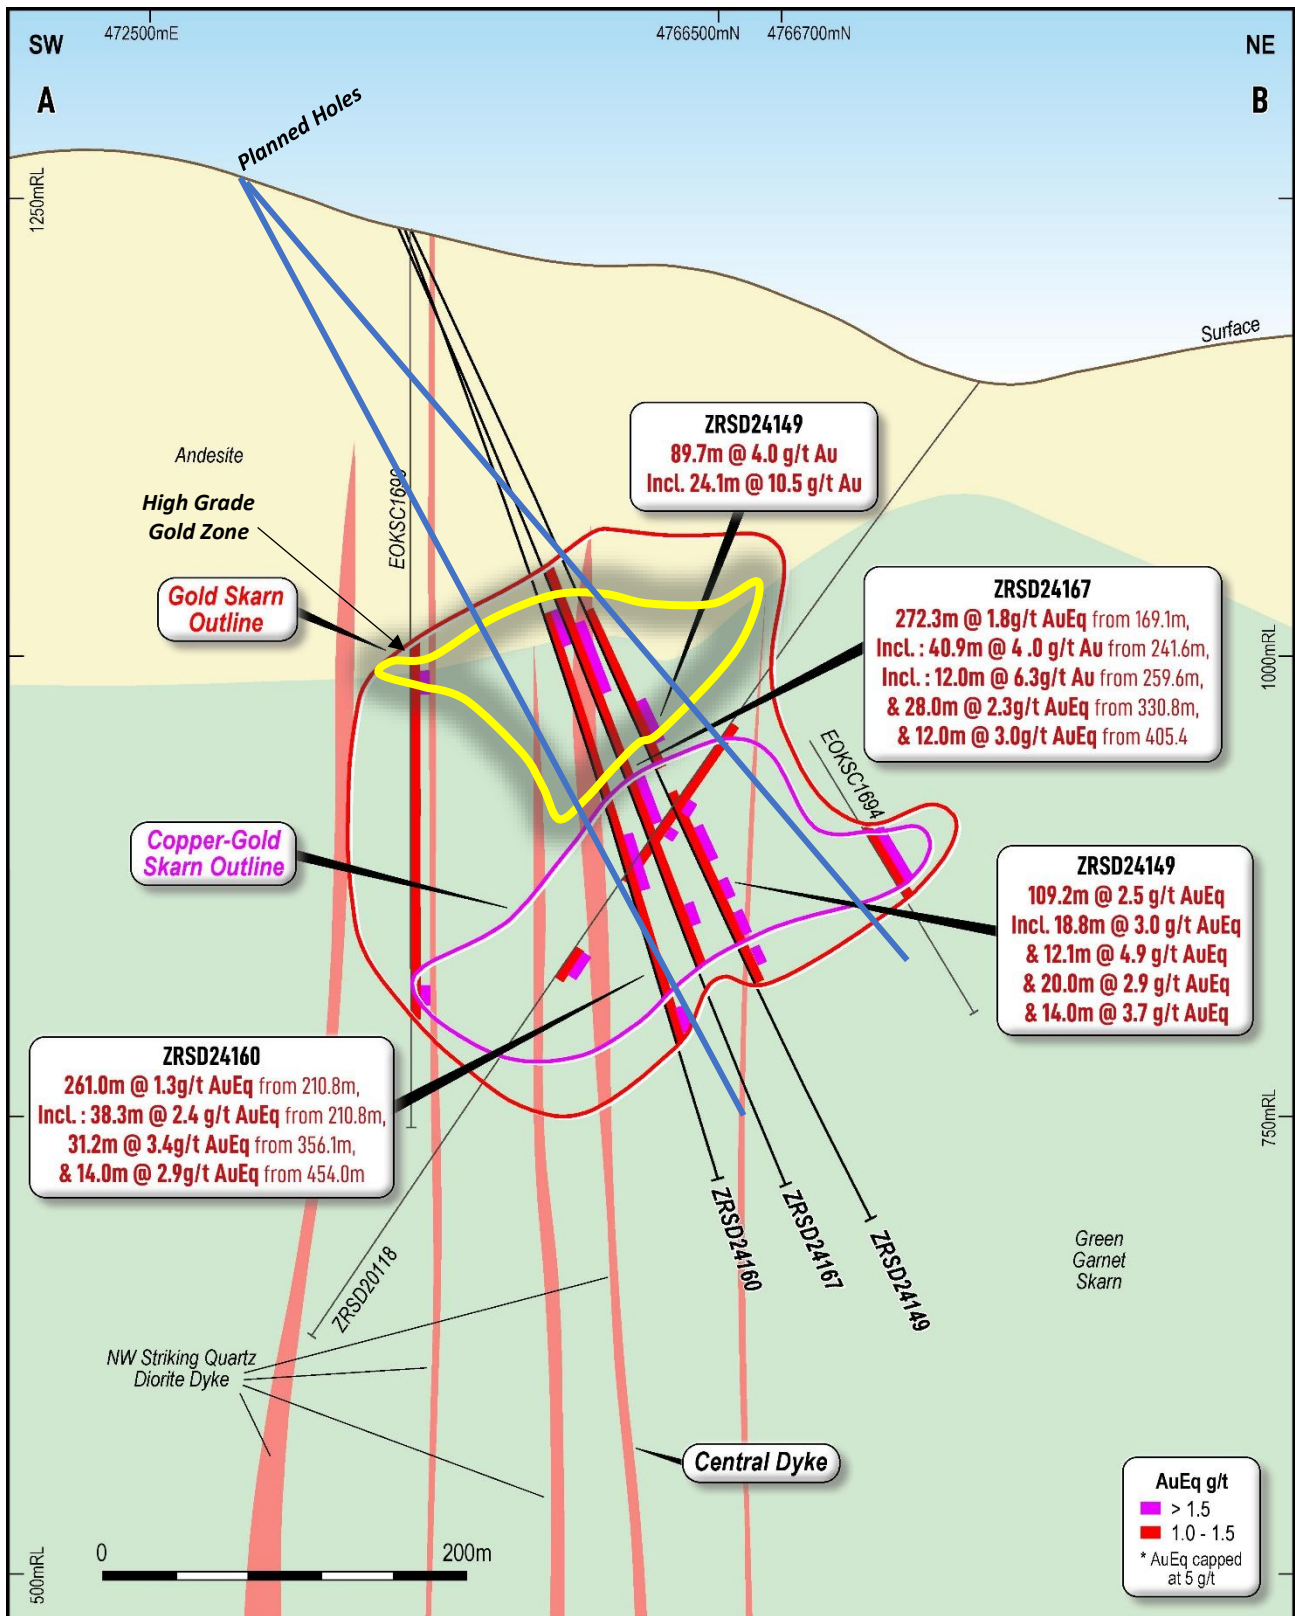 472500mE
4766500mN
4766700mN
SW
NE
A
B
Planned Holes
1250mRL
Surface
ZRSD24149
89.7m @ 4.0 g/t Au
Incl. 24.1m @ 10.5 g/t Au
Andesite
High Grade
Gold Zone
EOKSC1690
Gold Skarn
Outline
ZRSD24167
272.3m @ 1.8g/t AuEq from 169.1m,
Incl. : 40.9m @ 4 .0 g/t Au from 241.6m,
Incl. : 12.0m @ 6.3g/t Au from 259.6m,
& 28.0m @ 2.3g/t AuEq from 330.8m,
& 12.0m @ 3.0g/t AuEq from 405.4
1000mRL
EOKSC1694
Copper-Gold
Skarn Outline
ZRSD24149
109.2m @ 2.5 g/t AuEq
Incl. 18.8m @ 3.0 g/t AuEq
& 12.1m @ 4.9 g/t AuEq
& 20.0m @ 2.9 g/t AuEq
& 14.0m @ 3.7 g/t AuEq
ZRSD24160
261.0m @ 1.3g/t AuEq from 210.8m,
Incl. : 38.3m @ 2.4 g/t AuEq from 210.8m,
31.2m @ 3.4g/t AuEq from 356.1m,
& 14.0m @ 2.9g/t AuEq from 454.0m
750mRL
ZRSD24160
ZRSD24167
ZRSD24149
ZRSD20118
Green
Garnet
Skarn
NW Striking Quartz
Diorite Dyke
Central Dyke
AuEq g/t
> 1.5
1.0 - 1.5
* AuEq capped
at 5 g/t
0
200m
500mRL